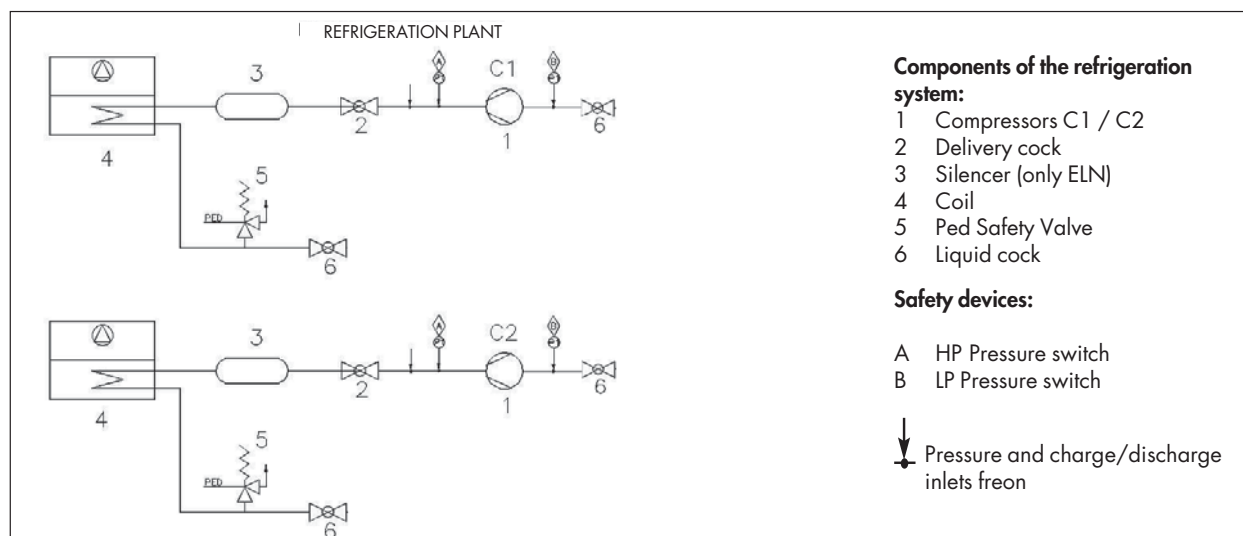 REFRIGERATION PLANT
A
C1
B
3
2
1
6
4
5
PED
6
A
C2
B
3
2
1
6
4
5
PED
6
Components of the refrigeration
system:
1 Compressors C1 / C2
2 Delivery cock
3 Silencer (only ELN)
4 Coil
5 Ped Safety Valve
6 Liquid cock
Safety devices:
A HP Pressure switch
B LP Pressure switch
Pressure and charge/discharge
inlets freon